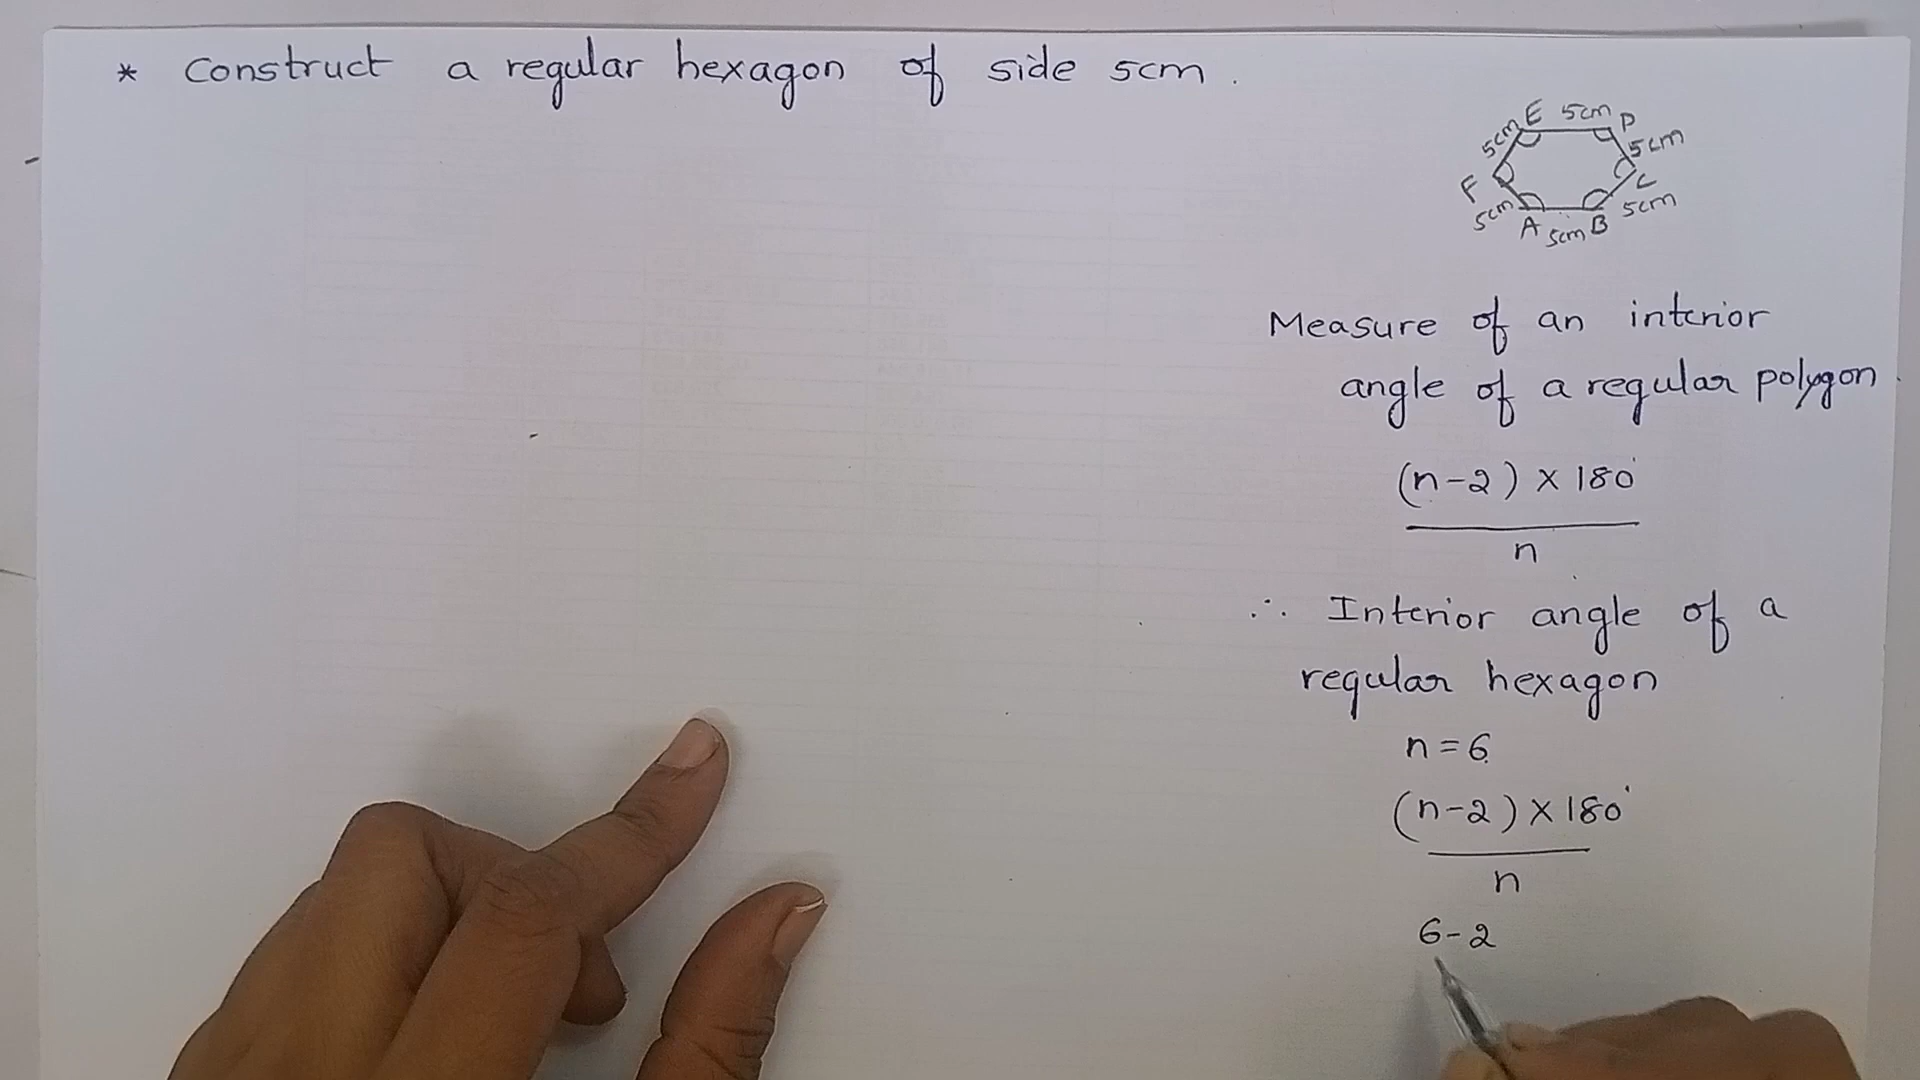 * Construct a regular hexagon of side 5cm.
E 5cm D
5cm 5cm
F C
5cm A 5cm B 5cm
Measure of an interior
angle of a regular polygon.
(n-2) x 180°
n
∴ Interior angle of a
regular hexagon
n = 6
(n-2) x 180°
n
6-2